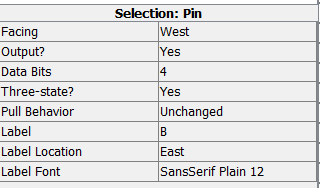 Selection: Pin
Facing West
Output? Yes
Data Bits 4
Three-state? Yes
Pull Behavior Unchanged
Label B
Label Location East
Label Font SansSerif Plain 12